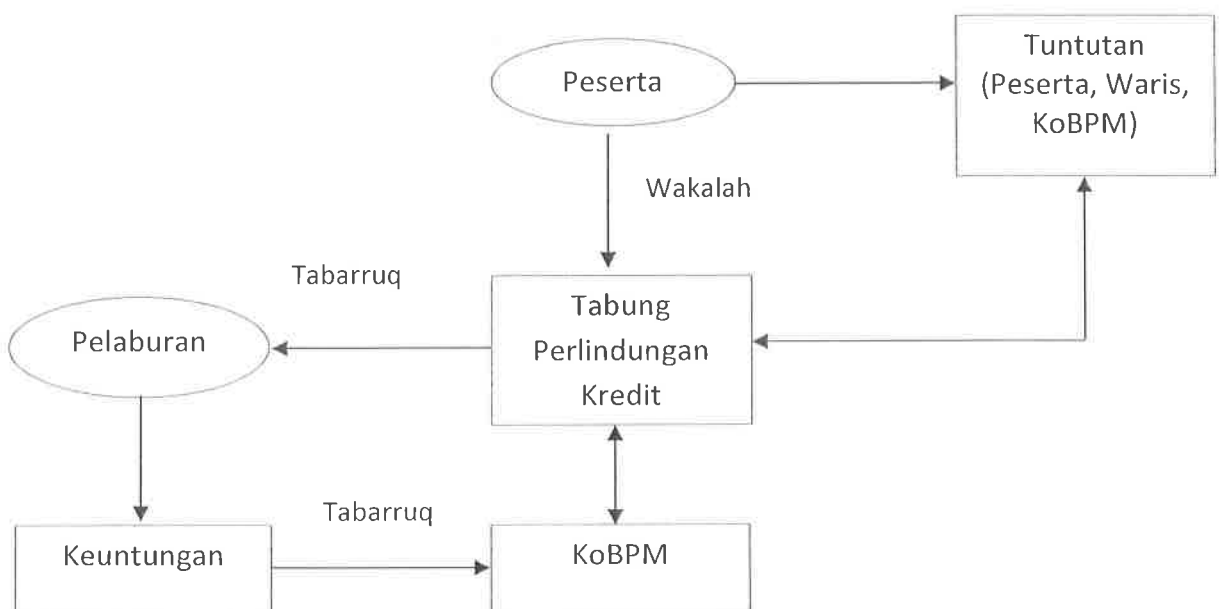 Peserta
Tuntutan
(Peserta, Waris,
KoBPM)
Wakalah
Tabarruq
Tabung
Perlindungan
Kredit
Pelaburan
Tabarruq
Keuntungan
KoBPM